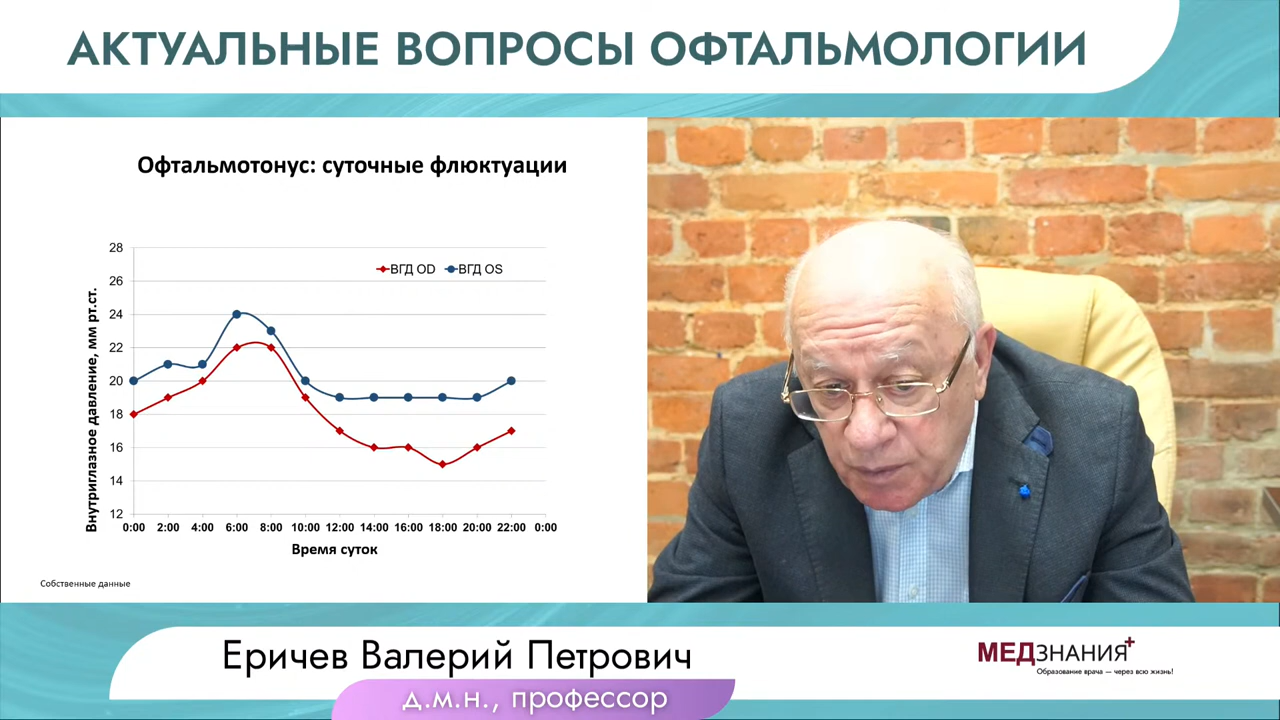 АКТУАЛЬНЫЕ ВОПРОСЫ ОФТАЛЬМОЛОГИИ
Офтальмотонус: суточные флюктуации
28
26
24
22
20
18
16
14
12
ВГД OD
ВГД OS
Внутриглазное давление, мм рт.ст.
0:00 2:00 4:00 6:00 8:00 10:00 12:00 14:00 16:00 18:00 20:00 22:00 0:00
Время суток
Собственные данные
Еричев Валерий Петрович
д.м.н., профессор
МЕДЗНАНИЯ+
Образование врача — через всю жизнь!